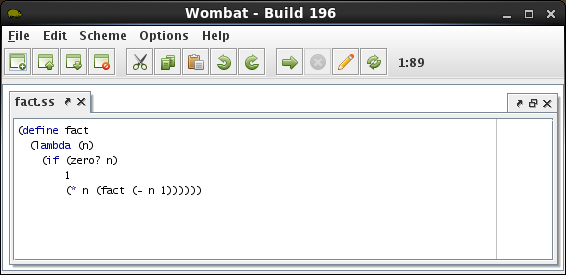 Wombat - Build 196
File Edit Scheme Options Help
1:89
fact.ss
(define fact
  (lambda (n)
    (if (zero? n)
        1
        (* n (fact (- n 1))))))